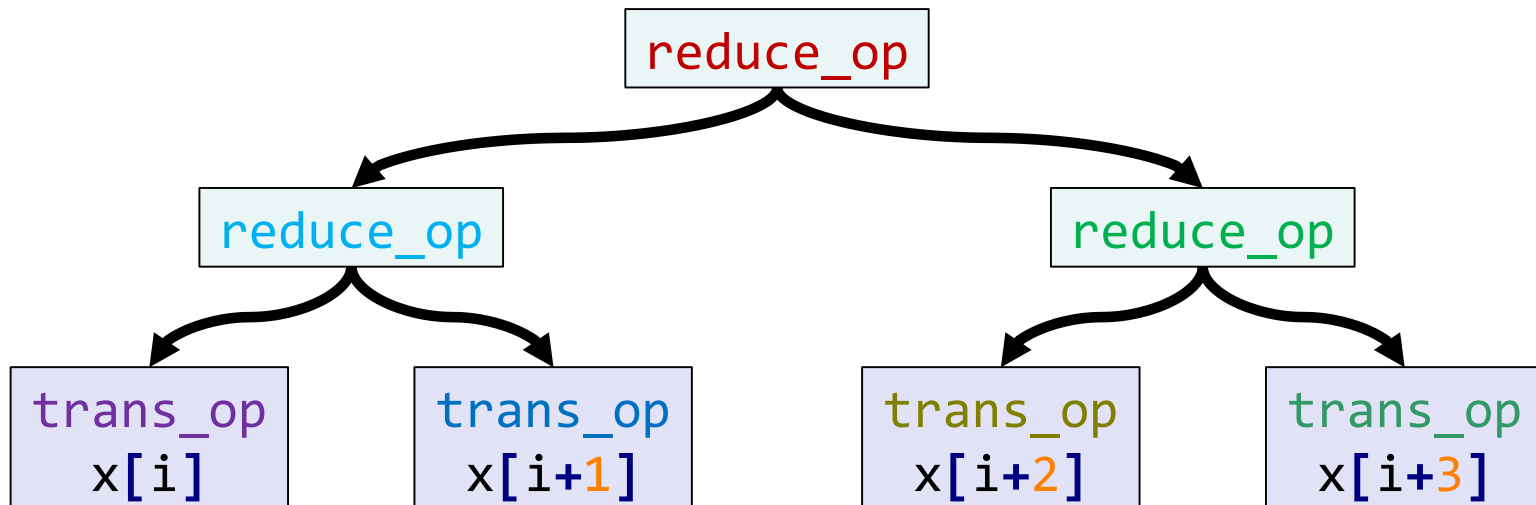 reduce_op
reduce_op
reduce_op
trans_op
x[i]
trans_op
x[i+1]
trans_op
x[i+2]
trans_op
x[i+3]